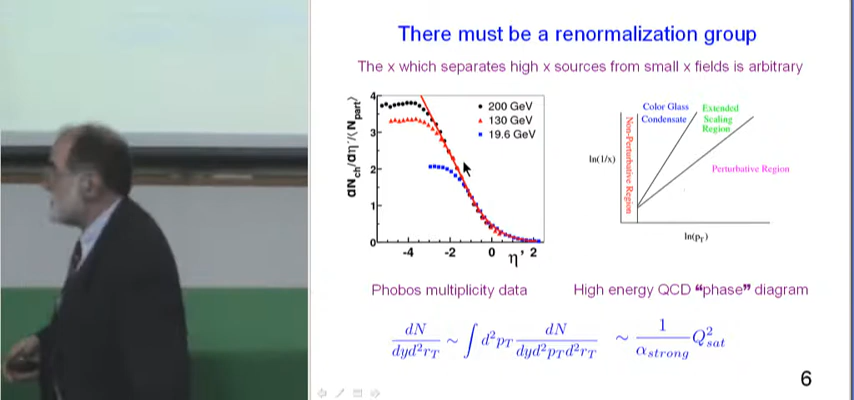 There must be a renormalization group
The x which separates high x sources from small x fields is arbitrary
dN_ch/dη'/⟨N_part⟩
4
3
2
1
0
200 GeV
130 GeV
19.6 GeV
-4 -2 0 2
η'
Color Glass
Condensate
Extended
Scaling
Region
Non-Perturbative Region
ln(1/x)
Perturbative Region
ln(p_T)
Phobos multiplicity data
High energy QCD “phase” diagram
dN/dyd²r_T ~ ∫ d²p_T dN/dyd²p_Td²r_T ~ 1/α_strong Q²_sat
6